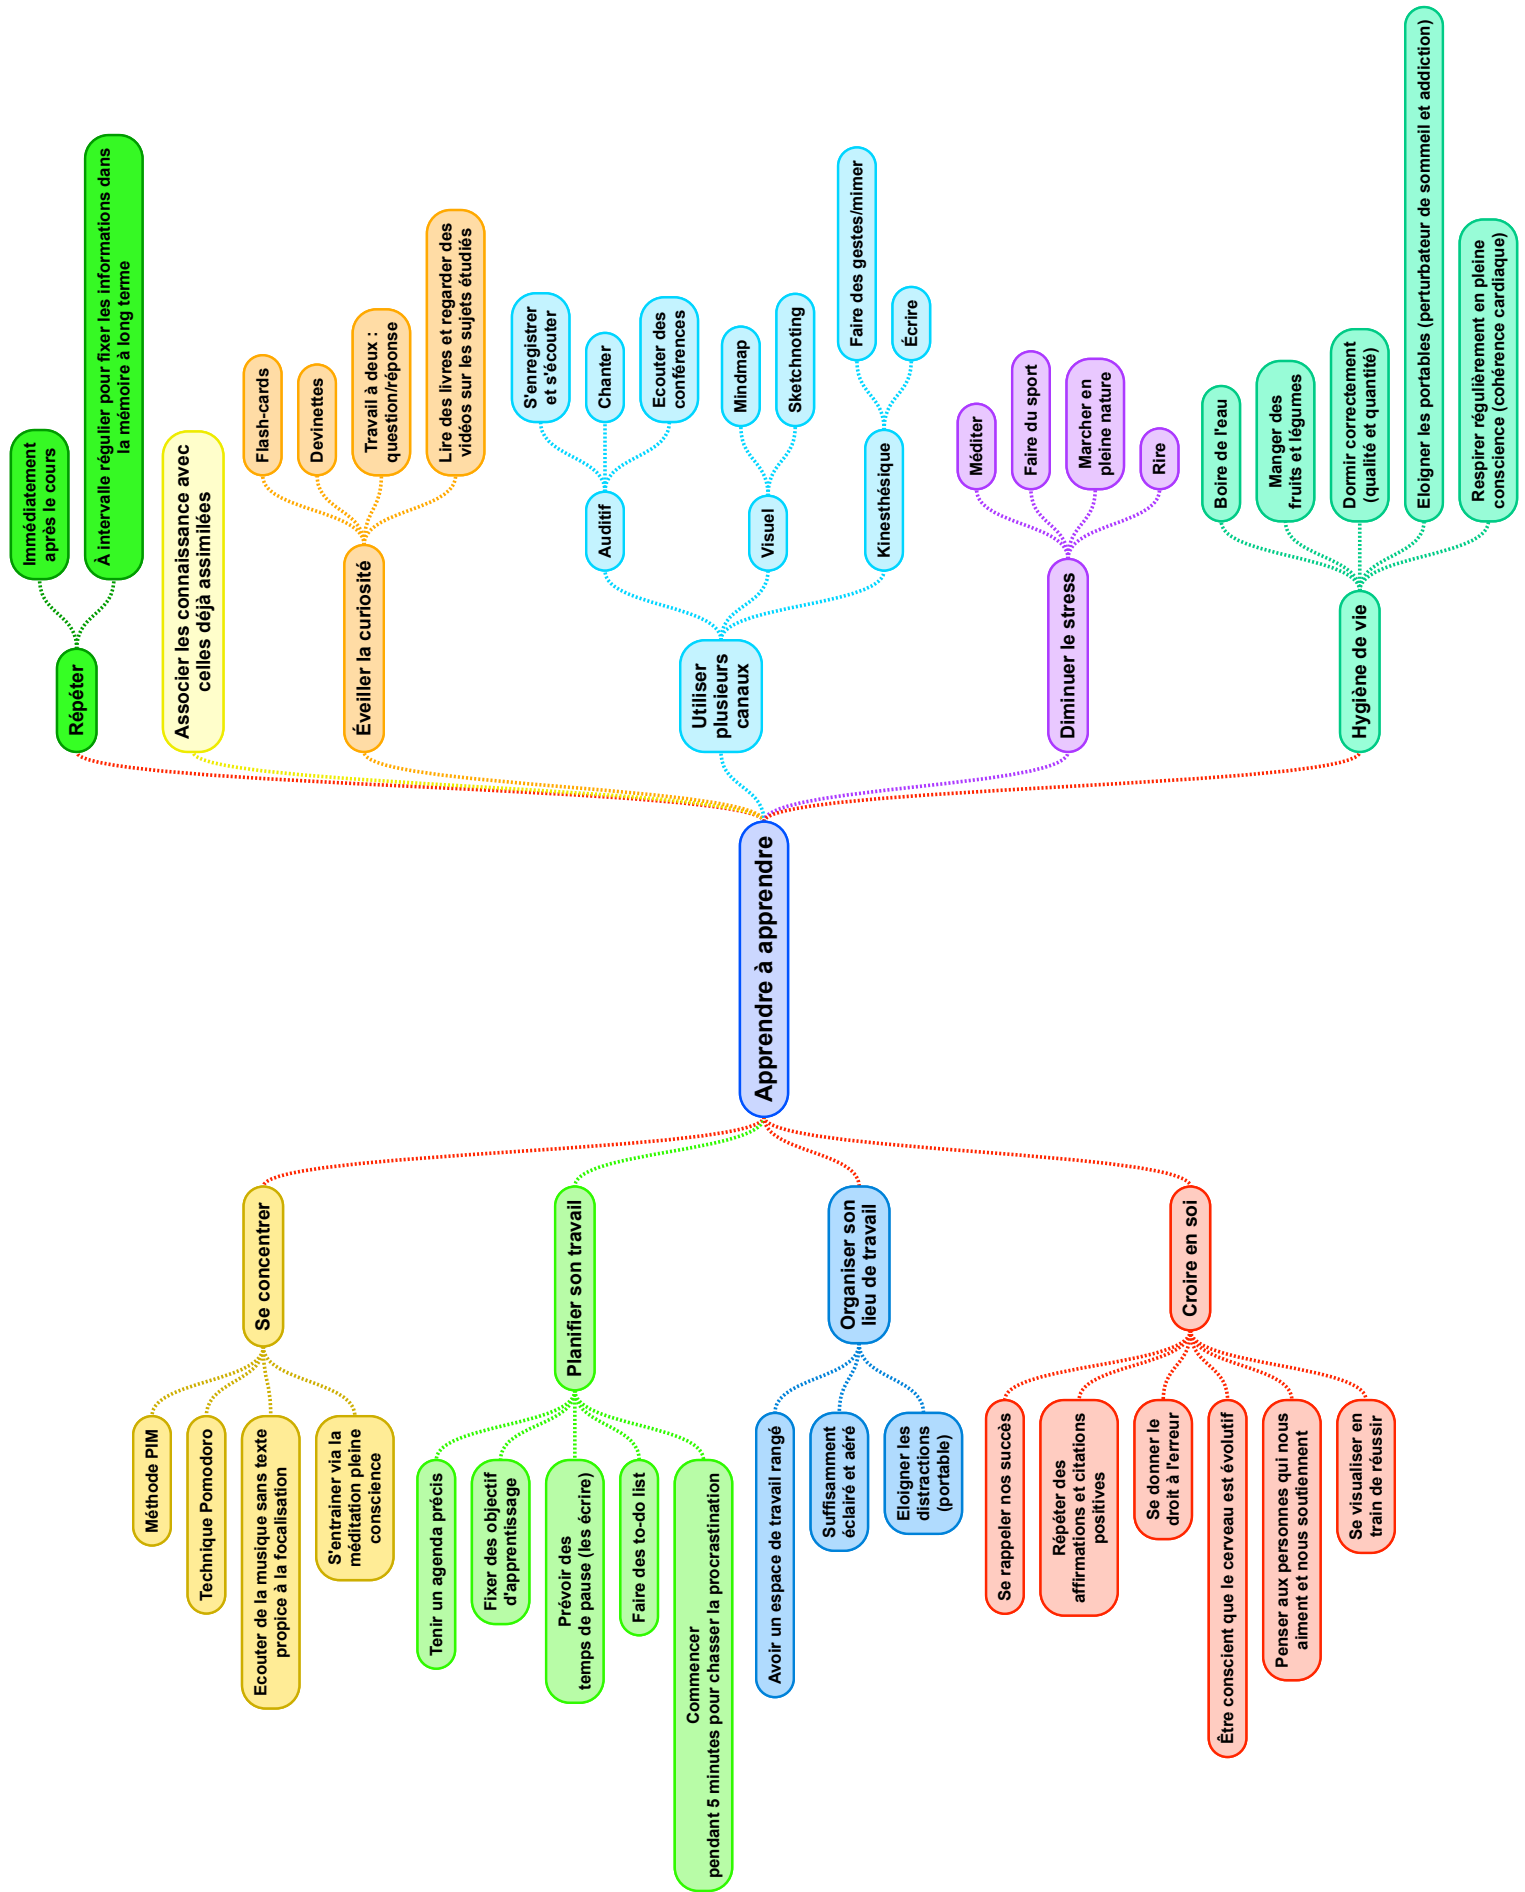 Apprendre à apprendre
Répéter
Immédiatement
après le cours
À intervalle régulier pour fixer les informations dans
la mémoire à long terme
Associer les connaissance avec
celles déjà assimilées
Éveiller la curiosité
Flash-cards
Devinettes
Travail à deux :
question/réponse
Lire des livres et regarder des
vidéos sur les sujets étudiés
Utiliser
plusieurs
canaux
Auditif
S'enregistrer
et s'écouter
Chanter
Ecouter des
conférences
Visuel
Mindmap
Sketchnoting
Kinesthésique
Faire des gestes/mimer
Écrire
Diminuer le stress
Méditer
Faire du sport
Marcher en
pleine nature
Rire
Hygiène de vie
Boire de l'eau
Manger des
fruits et légumes
Dormir correctement
(qualité et quantité)
Eloigner les portables (perturbateur de sommeil et addiction)
Respirer régulièrement en pleine
conscience (cohérence cardiaque)
Se concentrer
Méthode PIM
Technique Pomodoro
Ecouter de la musique sans texte
propice à la focalisation
S'entrainer via la
méditation pleine
conscience
Planifier son travail
Tenir un agenda précis
Fixer des objectif
d'apprentissage
Prévoir des
temps de pause (les écrire)
Faire des to-do list
Commencer
pendant 5 minutes pour chasser la procrastination
Organiser son
lieu de travail
Avoir un espace de travail rangé
Suffisamment
éclairé et aéré
Eloigner les
distractions
(portable)
Croire en soi
Se rappeler nos succès
Répéter des
affirmations et citations
positives
Se donner le
droit à l'erreur
Être conscient que le cerveau est évolutif
Penser aux personnes qui nous
aiment et nous soutiennent
Se visualiser en
train de réussir